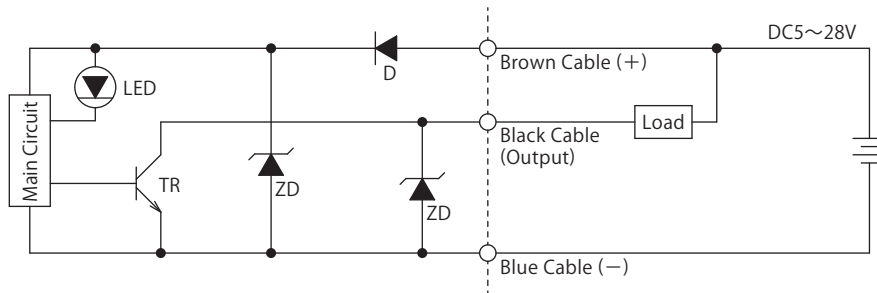 DC5～28V
Brown Cable (＋)
D
LED
Main Circuit
Load
Black Cable
(Output)
TR
ZD
ZD
Blue Cable (－)